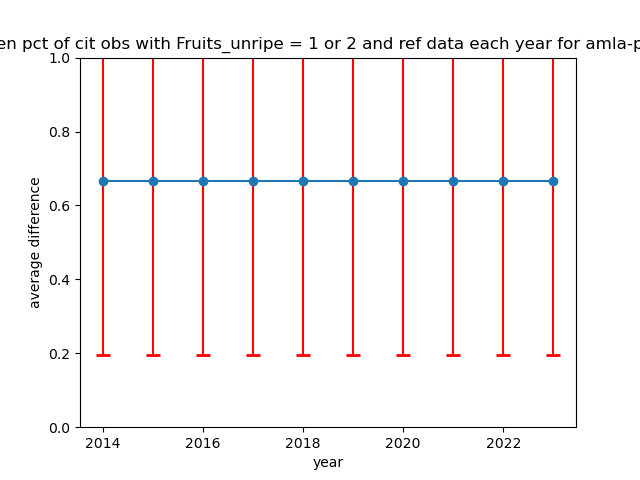 en pct of cit obs with Fruits_unripe = 1 or 2 and ref data each year for amla-p
1.0
0.8
0.6
0.4
0.2
0.0
average difference
2014 2016 2018 2020 2022
year